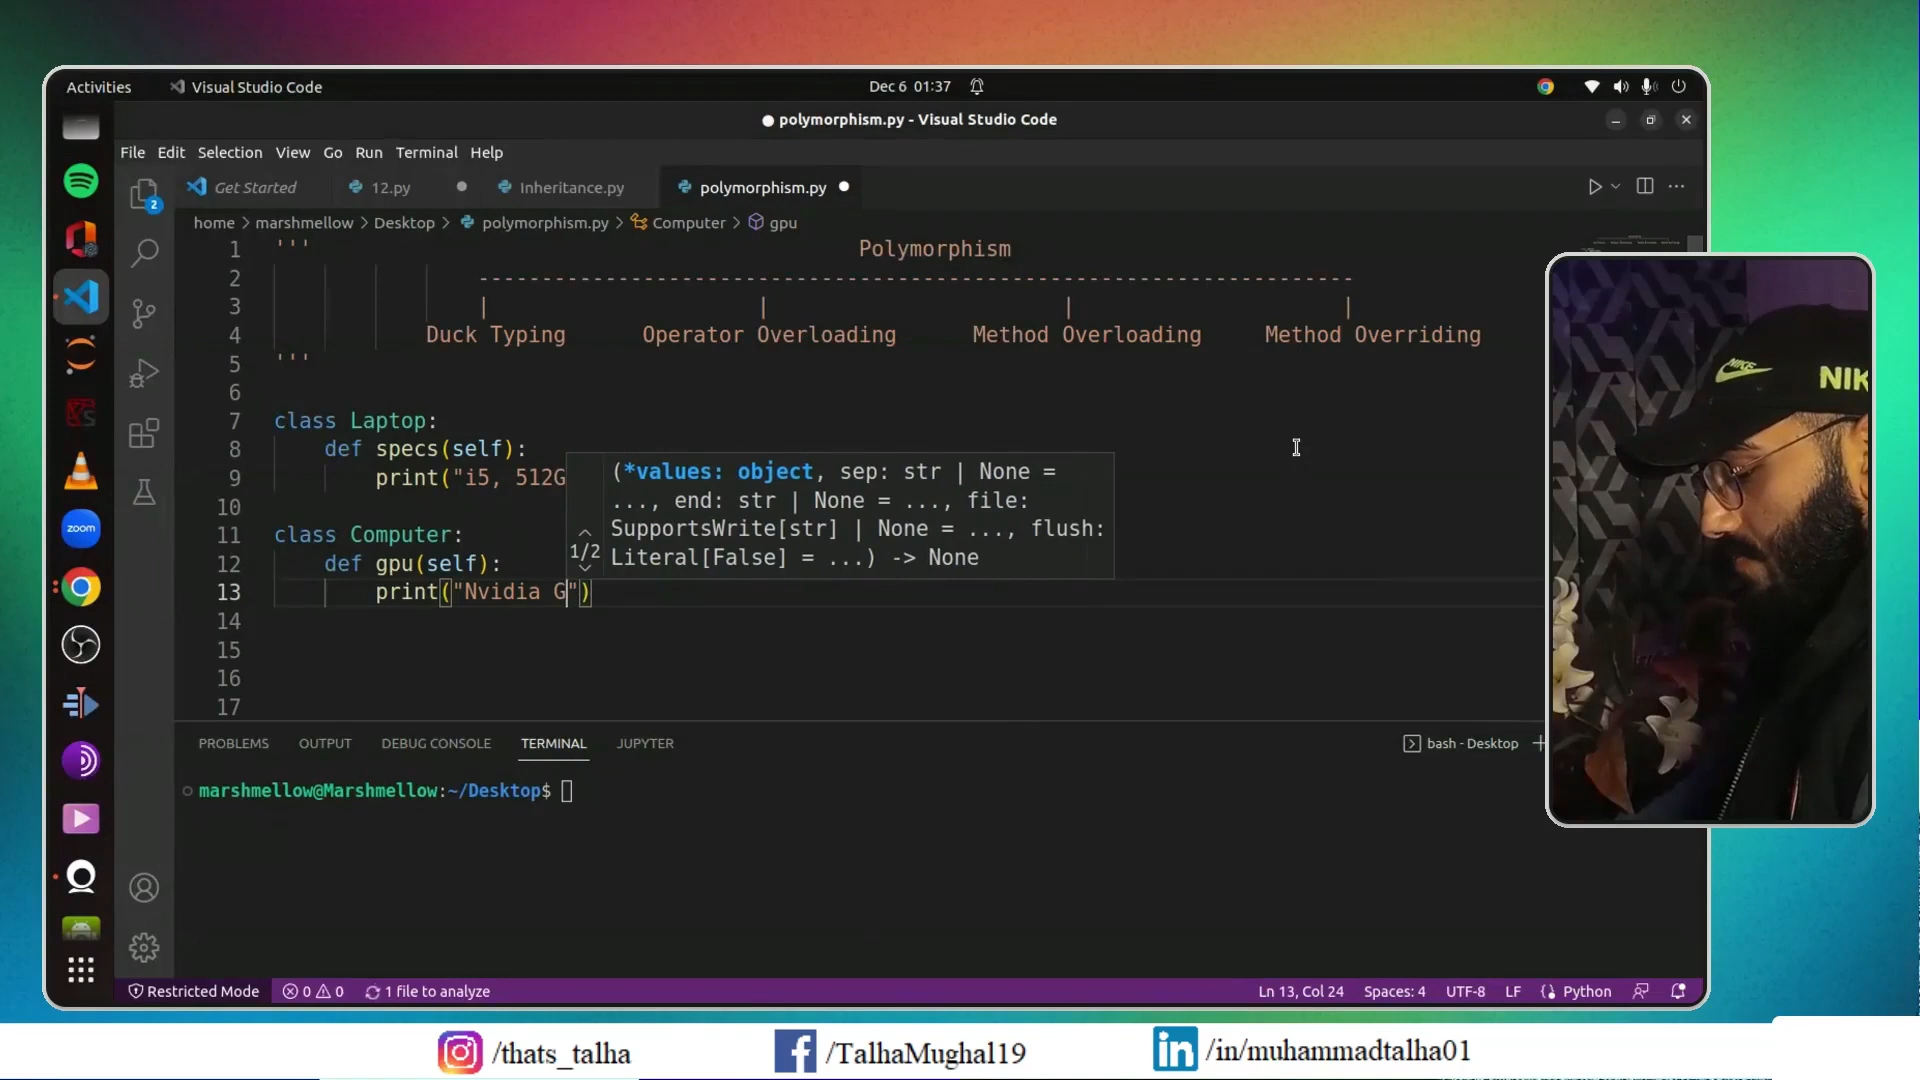 Activities Visual Studio Code Dec 6 01:37
polymorphism.py - Visual Studio Code
File Edit Selection View Go Run Terminal Help
Get Started 12.py Inheritance.py polymorphism.py
home > marshmellow > Desktop > polymorphism.py > Computer > gpu
1 ''' Polymorphism
2 ---------------------------------------------------------------------
3 | | | |
4 Duck Typing Operator Overloading Method Overloading Method Overriding
5 '''
6
7 class Laptop:
8 def specs(self):
9 print("i5, 512G
10
11 class Computer:
12 def gpu(self):
13 print("Nvidia G")
14
15
16
17
(*values: object, sep: str | None =
..., end: str | None = ..., file:
SupportsWrite[str] | None = ..., flush:
1/2
Literal[False] = ...) -> None
PROBLEMS OUTPUT DEBUG CONSOLE TERMINAL JUPYTER bash - Desktop
marshmellow@Marshmellow:~/Desktop$
Restricted Mode 0 0 1 file to analyze Ln 13, Col 24 Spaces: 4 UTF-8 LF Python
2
zoom
NIKE
NIK
/thats_talha /TalhaMughal19 /in/muhammadtalha01